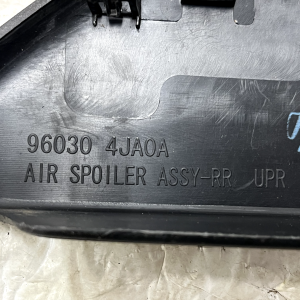 96030 4JA0A
AIR SPOILER ASSY-RR UPR